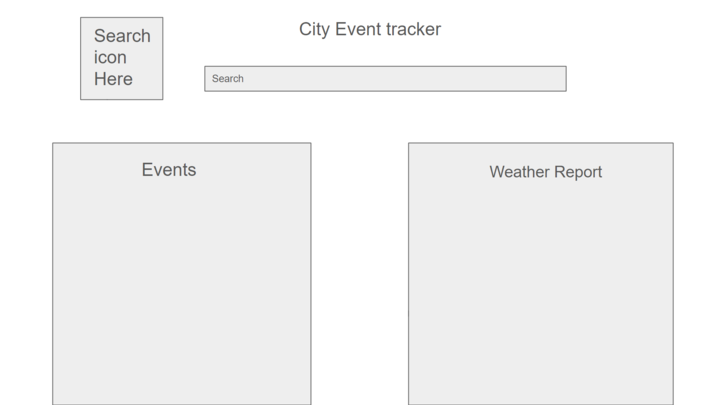 City Event tracker
Search
icon
Here
Search
Events
Weather Report